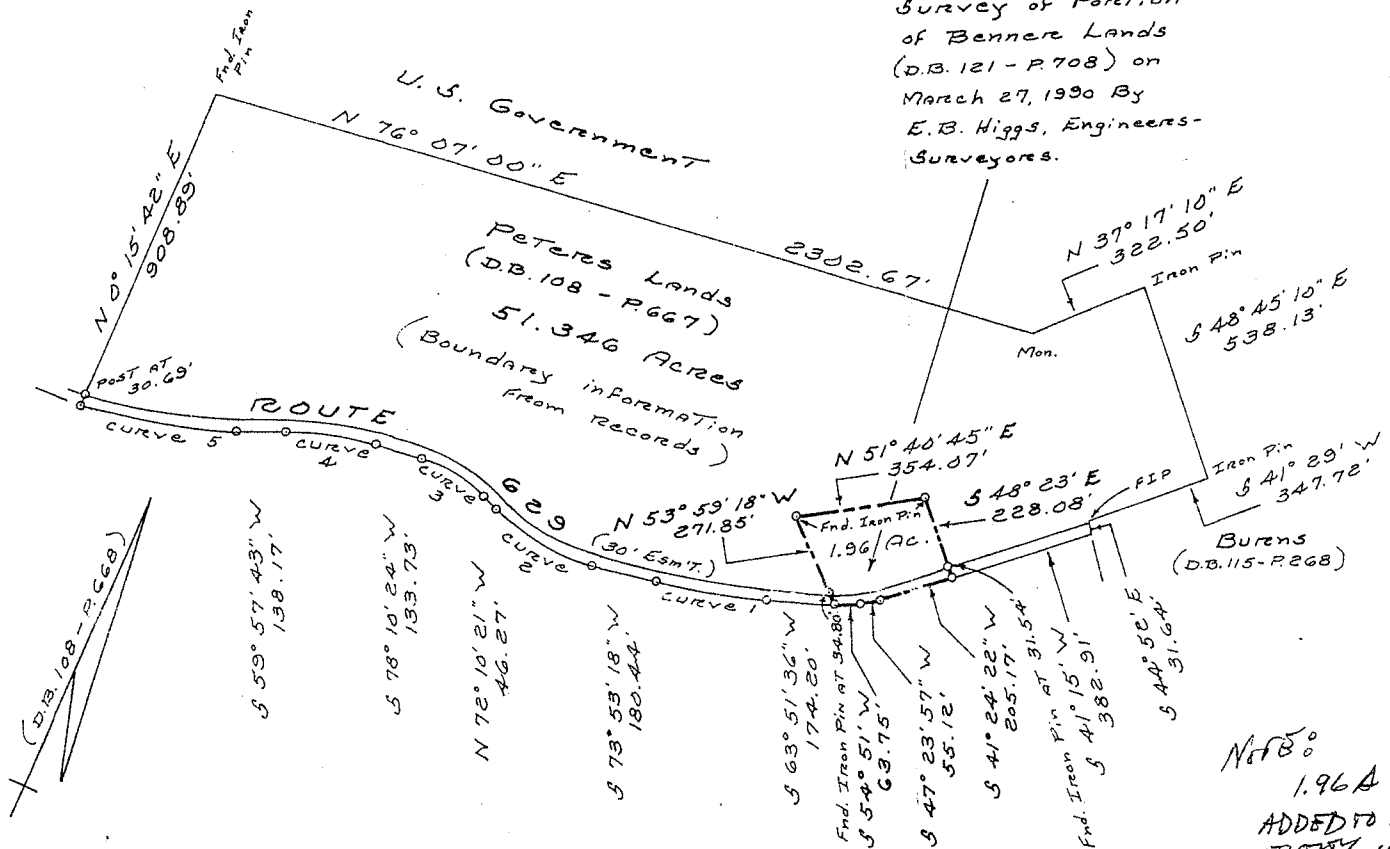 Survey of Portion
of Benner Lands
(D.B. 121 - P. 708) on
March 27, 1990 By
E.B. Higgs, Engineers-
Surveyors.
Fnd. Iron
Pin
U. S. Government
N 76° 07' 00" E
2302.67'
N 0° 15' 42" E
908.89'
N 37° 17' 10" E
322.50'
Iron Pin
Mon.
S 48° 45' 10" E
538.13'
Peters Lands
(D.B. 108 - P. 667)
51.346 Acres
(Boundary information
from records)
Post at
30.69'
ROUTE
629
(30' Esm'T.)
curve 5
curve 4
curve 3
curve 2
curve 1
N 51° 40' 45" E
354.07'
N 53° 59' 18" W
271.85'
Fnd. Iron Pin
1.96 Ac.
S 48° 23' E
228.08'
FIP
Iron Pin
S 41° 29' W
347.72'
Burns
(D.B. 115 - P. 268)
(D.B. 108 - P. 668)
S 59° 57' 43" W
138.17'
S 78° 10' 24" W
133.73'
N 72° 10' 21" W
46.27'
S 73° 53' 18" W
180.44'
S 63° 51' 36" W
174.20'
Fnd. Iron Pin at 34.80'
S 54° 51' W
63.75'
S 47° 23' 57" W
55.12'
S 41° 24' 22" W
205.17'
Fnd. Iron Pin at 31.54'
S 41° 15' W
382.91'
S 44° 52' E
31.64'
NOTE:
1.96 A
ADDED TO